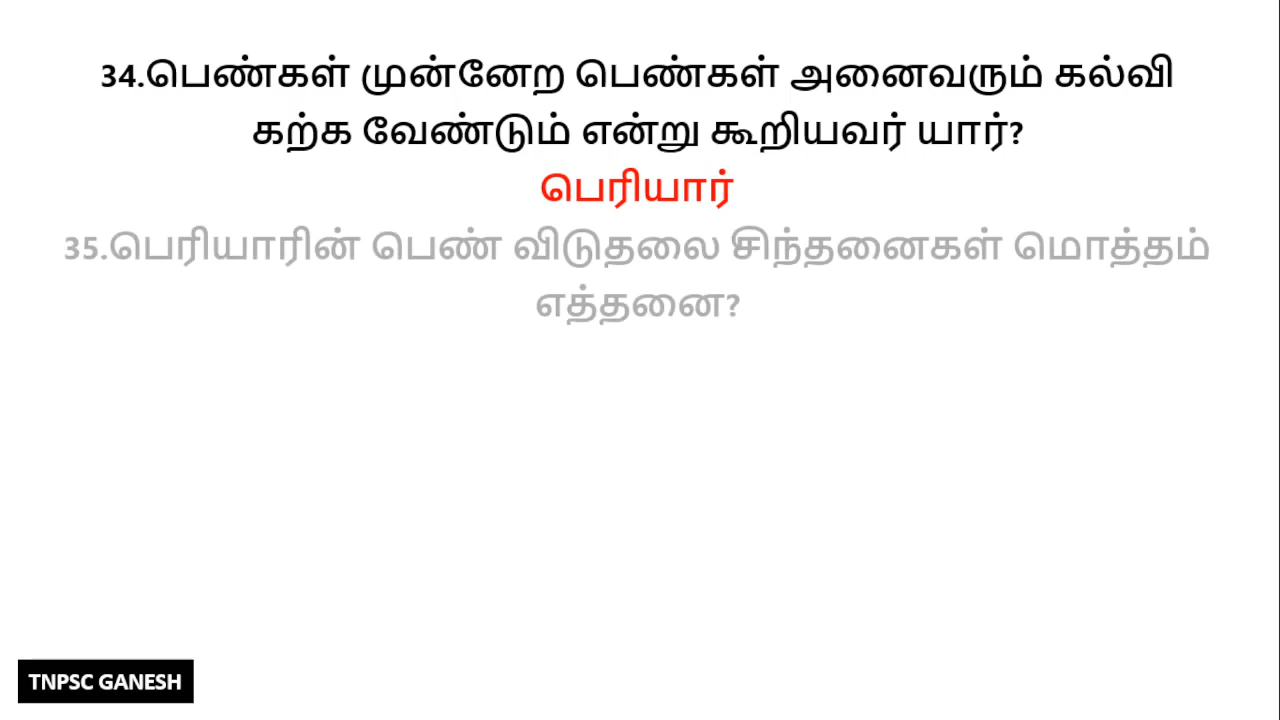 34.பெண்கள் முன்னேற பெண்கள் அனைவரும் கல்வி
கற்க வேண்டும் என்று கூறியவர் யார்?
பெரியார்
35.பெரியாரின் பெண் விடுதலை சிந்தனைகள் மொத்தம்
எத்தனை?
TNPSC GANESH